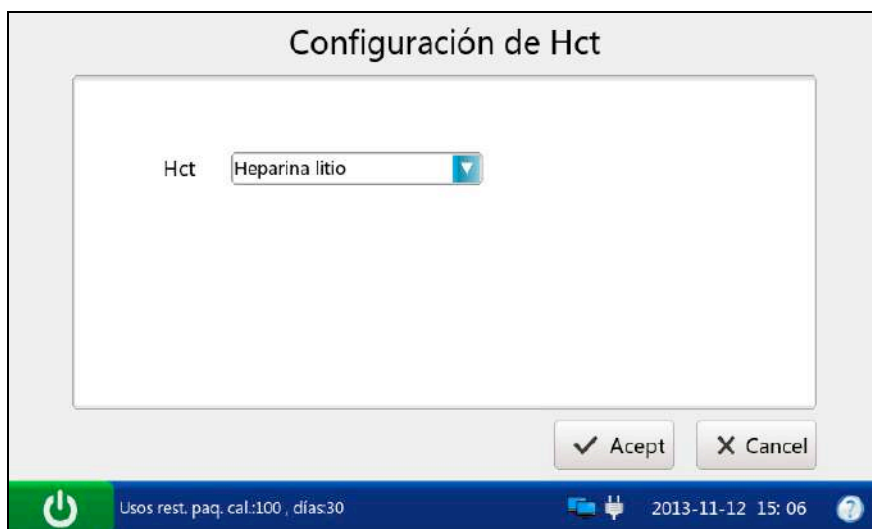 Configuración de Hct
Hct Heparina litio
Acept Cancel
Usos rest. paq. cal.:100 , días:30 2013-11-12 15: 06 ?